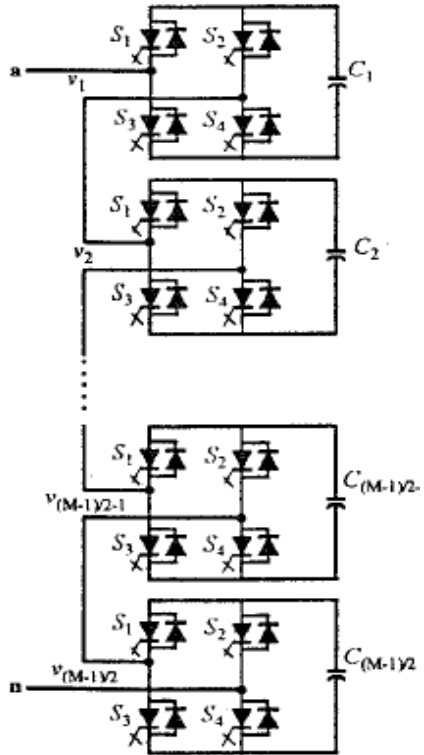 S1 S2
a v1 C1
S3 S4
S1 S2
v2 C2
S3 S4
S1 S2
v(M-1)/2-1 C(M-1)/2-
S3 S4
S1 S2
v(M-1)/2 C(M-1)/2
n
S3 S4